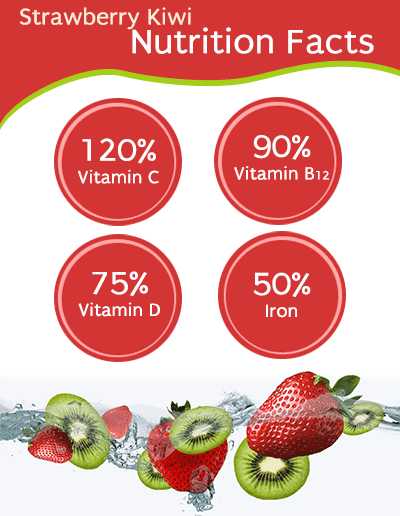 Strawberry Kiwi
Nutrition Facts
120%
Vitamin C
90%
Vitamin B12
75%
Vitamin D
50%
Iron